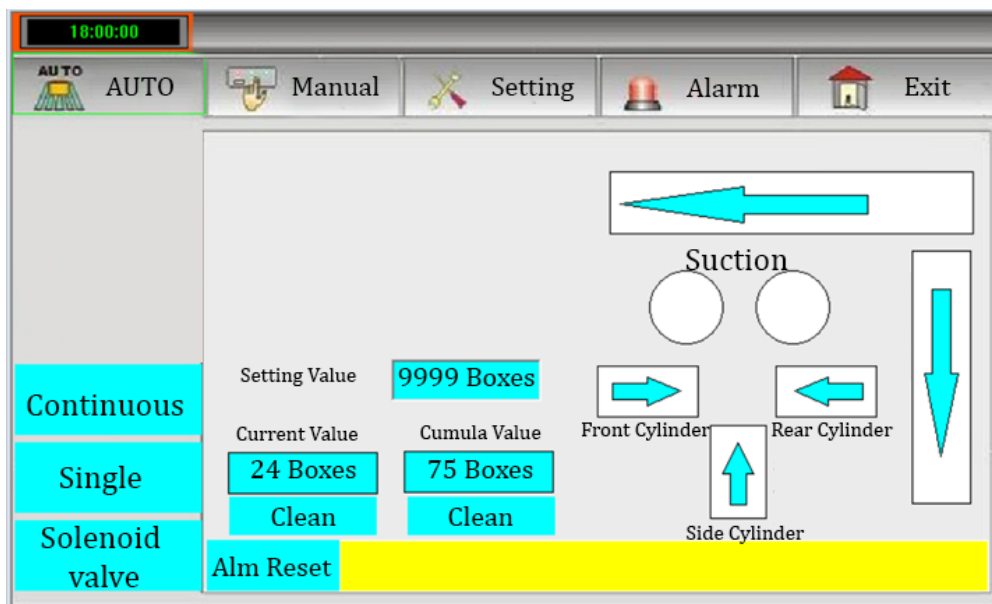 18:00:00
AUTO
AUTO
Manual
Setting
Alarm
Exit
Suction
Setting Value
9999 Boxes
Continuous
Current Value
Cumula Value
Front Cylinder
Rear Cylinder
Single
24 Boxes
75 Boxes
Clean
Clean
Side Cylinder
Solenoid
valve
Alm Reset